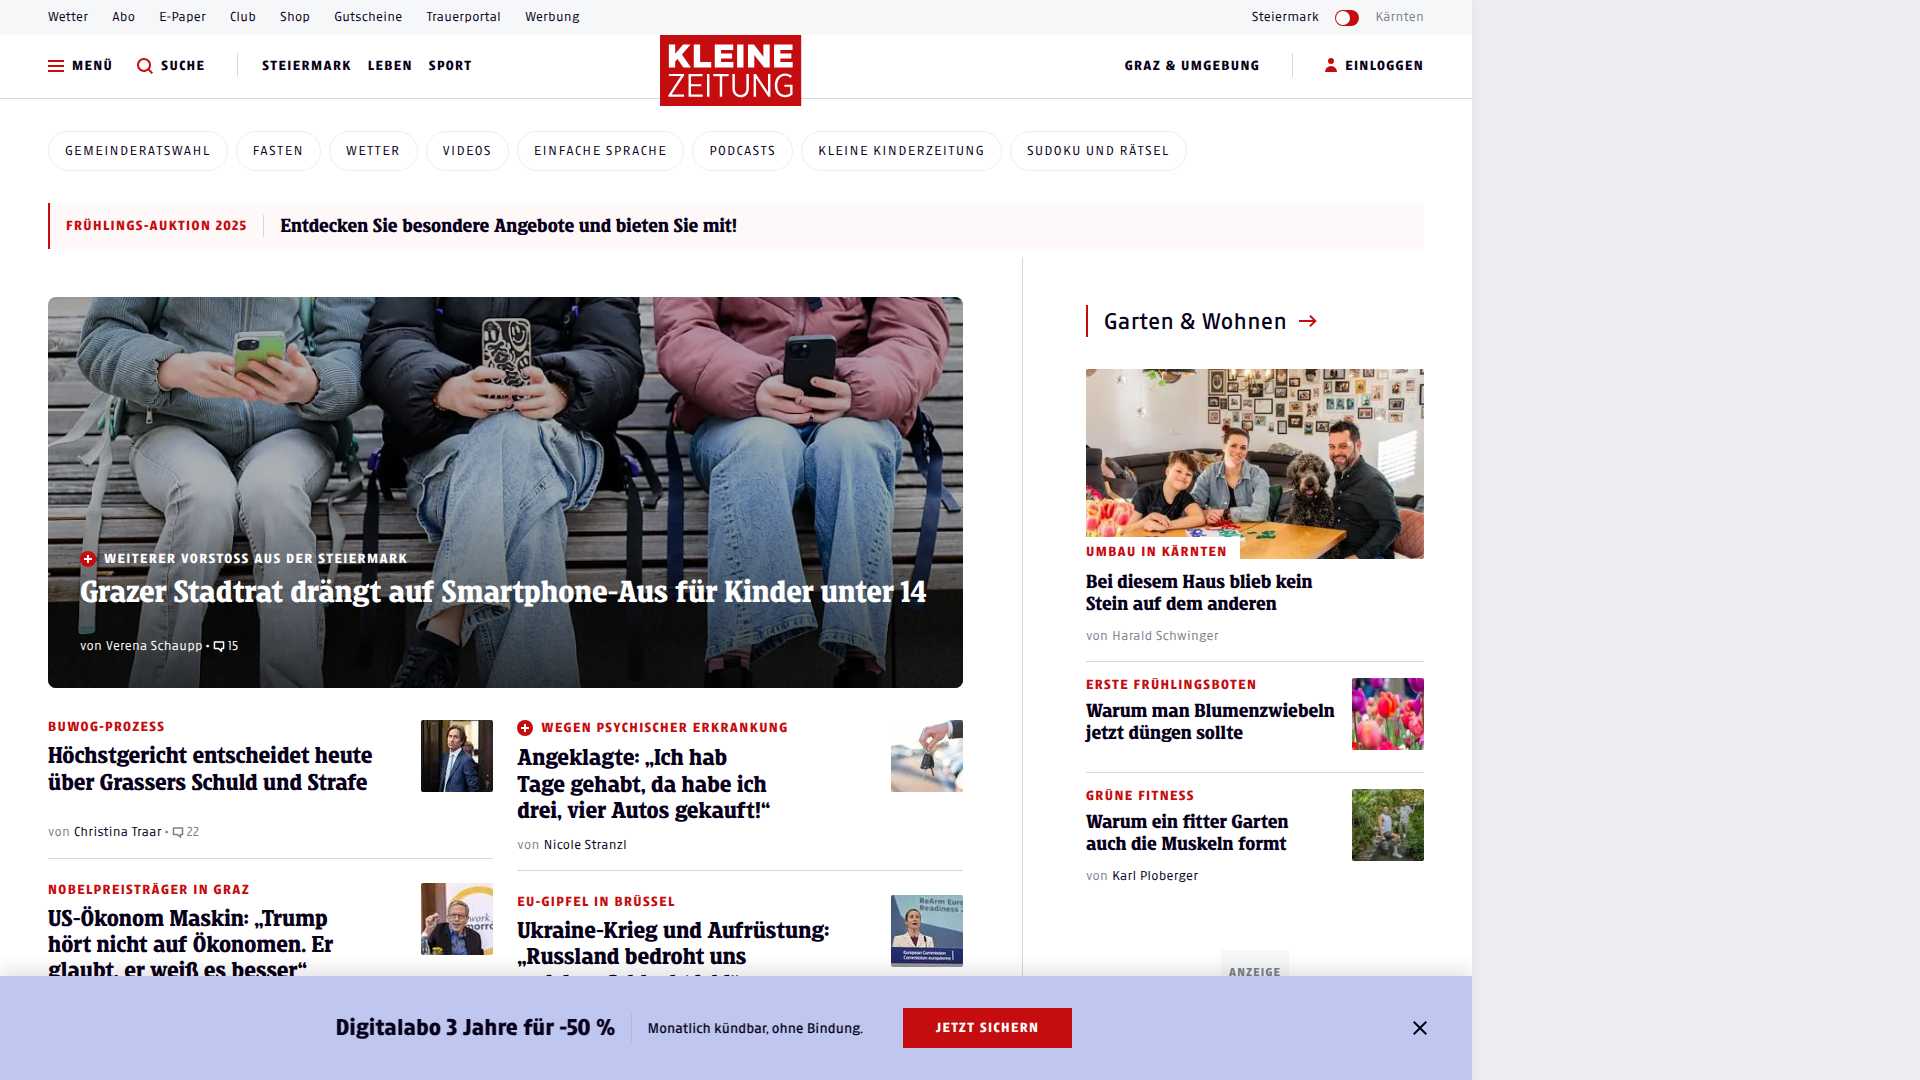 Wetter Abo E-Paper Club Shop Gutscheine Trauerportal Werbung Steiermark Kärnten
MENÜ SUCHE STEIERMARK LEBEN SPORT KLEINE ZEITUNG GRAZ & UMGEBUNG EINLOGGEN
GEMEINDERATSWAHL FASTEN WETTER VIDEOS EINFACHE SPRACHE PODCASTS KLEINE KINDERZEITUNG SUDOKU UND RÄTSEL
FRÜHLINGS-AUKTION 2025 Entdecken Sie besondere Angebote und bieten Sie mit!
WEITERER VORSTOSS AUS DER STEIERMARK
Grazer Stadtrat drängt auf Smartphone-Aus für Kinder unter 14
von Verena Schaupp • 15
BUWOG-PROZESS
Höchstgericht entscheidet heute
über Grassers Schuld und Strafe
von Christina Traar • 22
WEGEN PSYCHISCHER ERKRANKUNG
Angeklagte: „Ich hab
Tage gehabt, da habe ich
drei, vier Autos gekauft!“
von Nicole Stranzl
NOBELPREISTRÄGER IN GRAZ
US-Ökonom Maskin: „Trump
hört nicht auf Ökonomen. Er
glaubt, er weiß es besser“
EU-GIPFEL IN BRÜSSEL
Ukraine-Krieg und Aufrüstung:
„Russland bedroht uns
Garten & Wohnen
UMBAU IN KÄRNTEN
Bei diesem Haus blieb kein
Stein auf dem anderen
von Harald Schwinger
ERSTE FRÜHLINGSBOTEN
Warum man Blumenzwiebeln
jetzt düngen sollte
GRÜNE FITNESS
Warum ein fitter Garten
auch die Muskeln formt
von Karl Ploberger
ANZEIGE
Digitalabo 3 Jahre für -50 % Monatlich kündbar, ohne Bindung. JETZT SICHERN